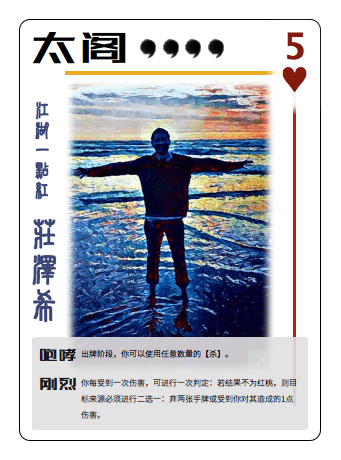 太阁
5
江湖一點紅
莊澤希
咆哮
出牌阶段，你可以使用任意数量的【杀】。
刚烈
你每受到一次伤害，可进行一次判定：若结果不为红桃，则目
标来源必须进行二选一：弃两张手牌或受到你对其造成的1点
伤害。